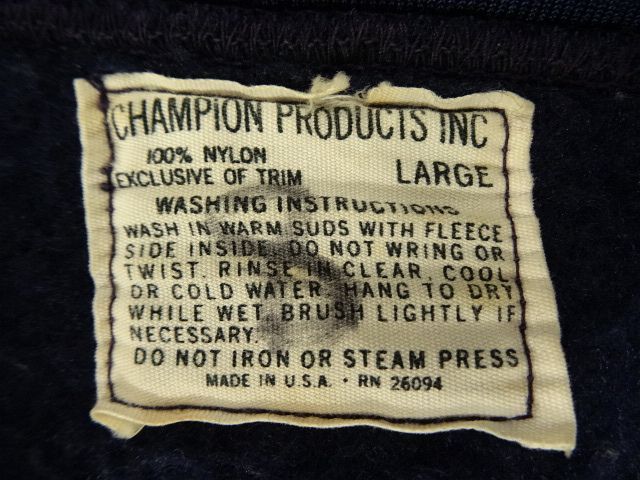 CHAMPION PRODUCTS INC
100% NYLON
EXCLUSIVE OF TRIM LARGE
WASHING INSTRUCTIONS
WASH IN WARM SUDS WITH FLEECE
SIDE INSIDE. DO NOT WRING OR
TWIST. RINSE IN CLEAR, COOL
OR COLD WATER. HANG TO DRY
WHILE WET. BRUSH LIGHTLY IF
NECESSARY.
DO NOT IRON OR STEAM PRESS
MADE IN U.S.A. • RN 26094